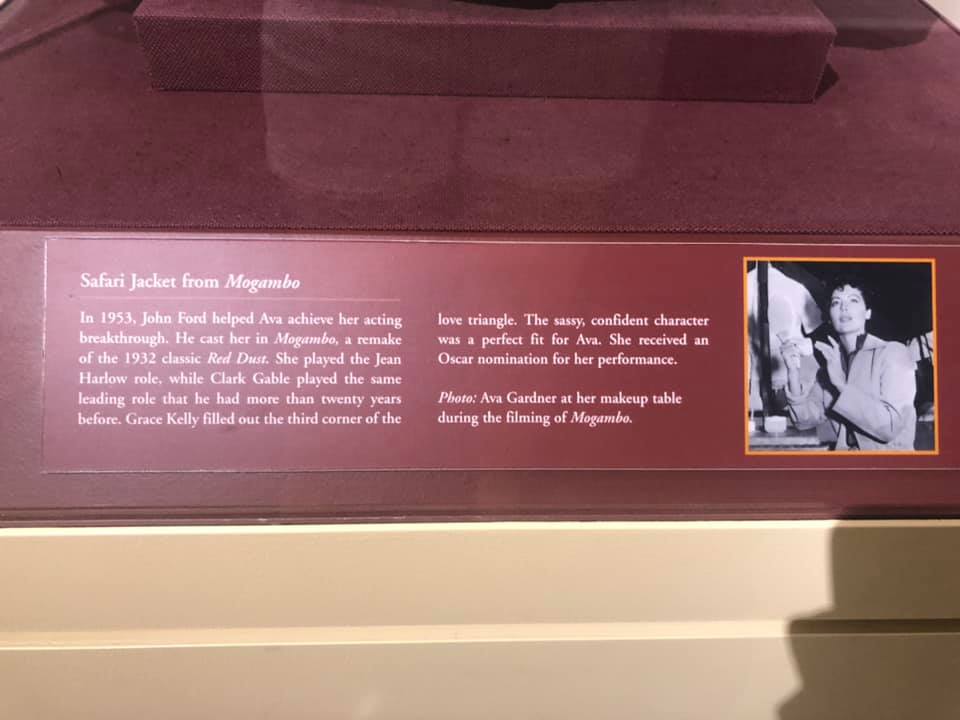 Safari Jacket from Mogambo
In 1953, John Ford helped Ava achieve her acting
breakthrough. He cast her in Mogambo, a remake
of the 1932 classic Red Dust. She played the Jean
Harlow role, while Clark Gable played the same
leading role that he had more than twenty years
before. Grace Kelly filled out the third corner of the
love triangle. The sassy, confident character
was a perfect fit for Ava. She received an
Oscar nomination for her performance.
Photo: Ava Gardner at her makeup table
during the filming of Mogambo.